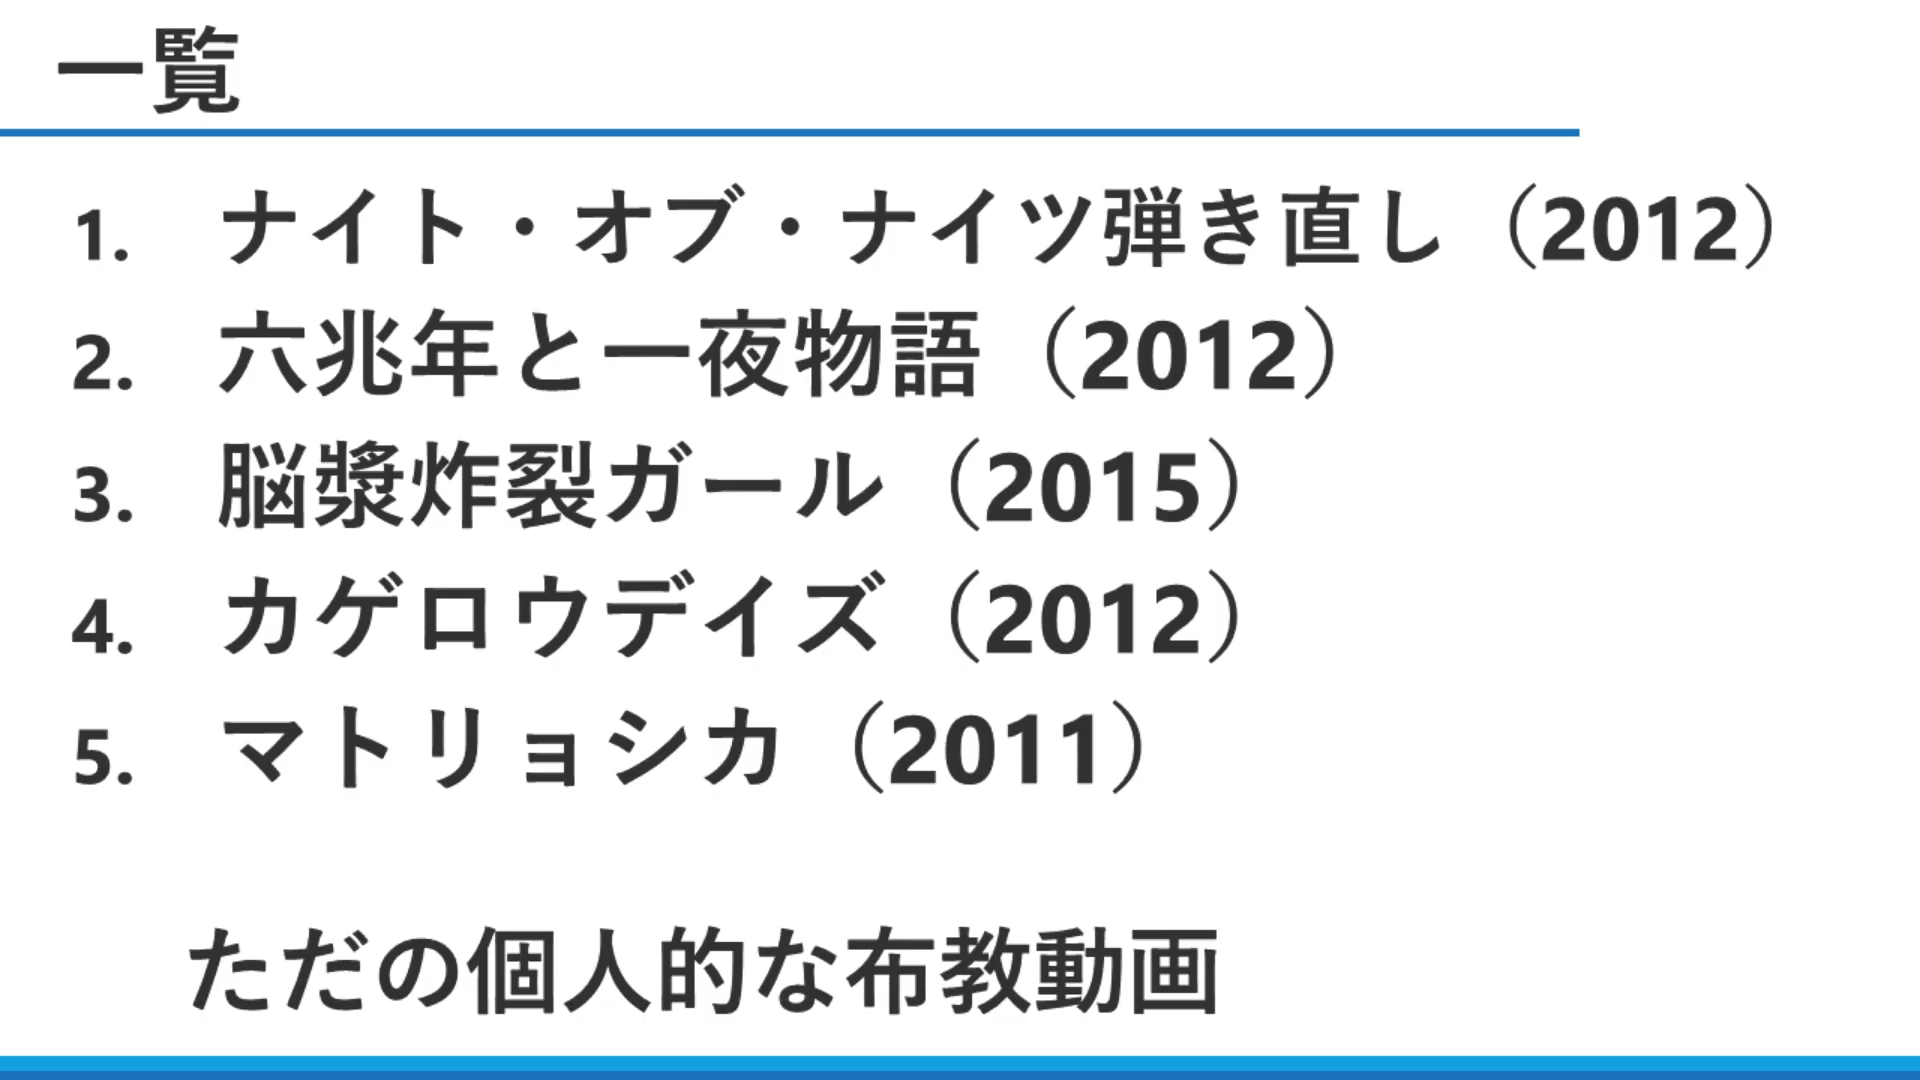 一覧
1. ナイト・オブ・ナイツ弾き直し（2012）
2. 六兆年と一夜物語（2012）
3. 脳漿炸裂ガール（2015）
4. カゲロウデイズ（2012）
5. マトリョシカ（2011）
ただの個人的な布教動画